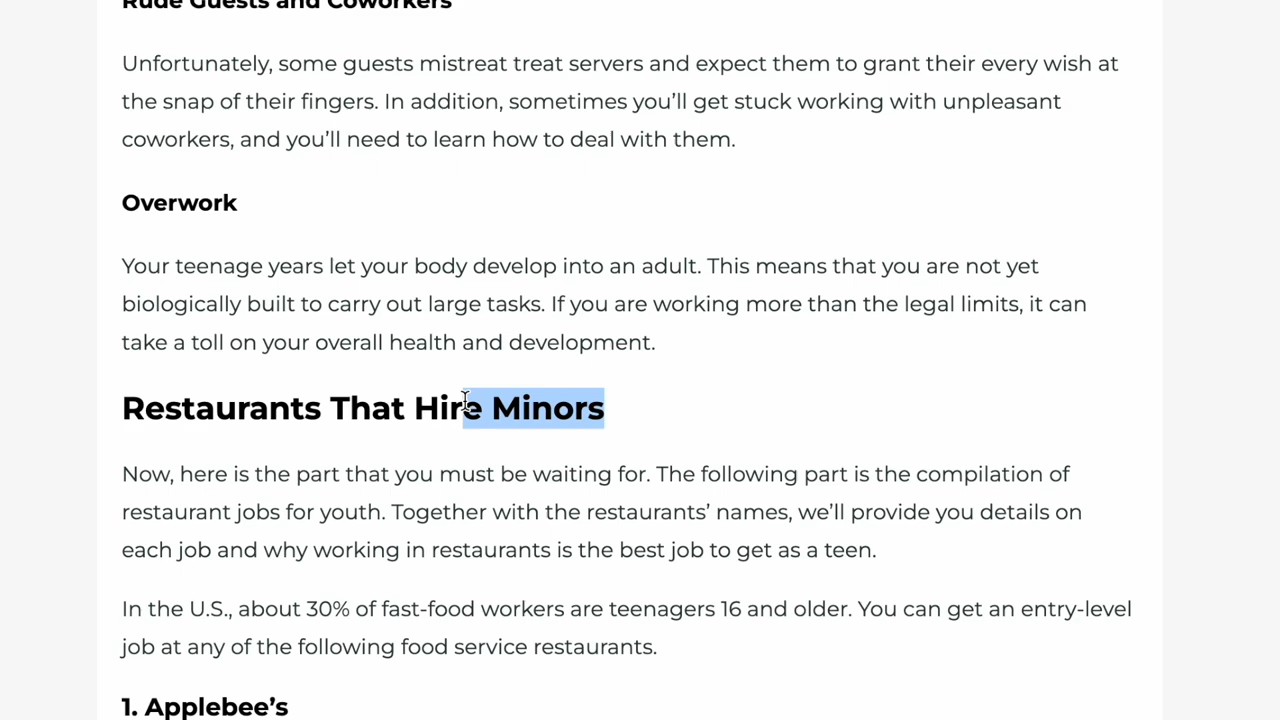 Rude Guests and Coworkers
Unfortunately, some guests mistreat treat servers and expect them to grant their every wish at
the snap of their fingers. In addition, sometimes you’ll get stuck working with unpleasant
coworkers, and you’ll need to learn how to deal with them.
Overwork
Your teenage years let your body develop into an adult. This means that you are not yet
biologically built to carry out large tasks. If you are working more than the legal limits, it can
take a toll on your overall health and development.
Restaurants That Hire Minors
Now, here is the part that you must be waiting for. The following part is the compilation of
restaurant jobs for youth. Together with the restaurants’ names, we’ll provide you details on
each job and why working in restaurants is the best job to get as a teen.
In the U.S., about 30% of fast-food workers are teenagers 16 and older. You can get an entry-level
job at any of the following food service restaurants.
1. Applebee’s